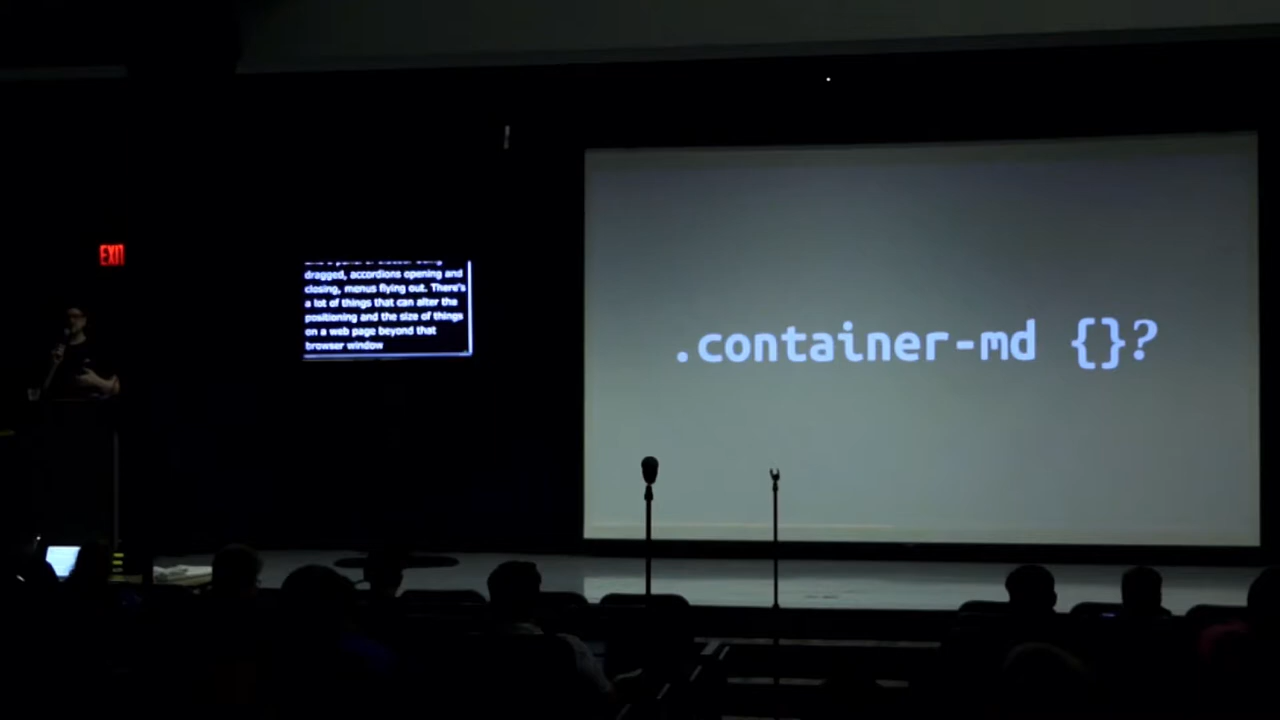 EXIT
dragged, accordions opening and
closing, menus flying out. There's
a lot of things that can alter the
positioning and the size of things
on a web page beyond that
browser window
.container-md {}?